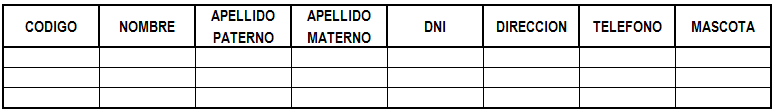 CODIGO NOMBRE APELLIDO PATERNO APELLIDO MATERNO DNI DIRECCION TELEFONO MASCOTA